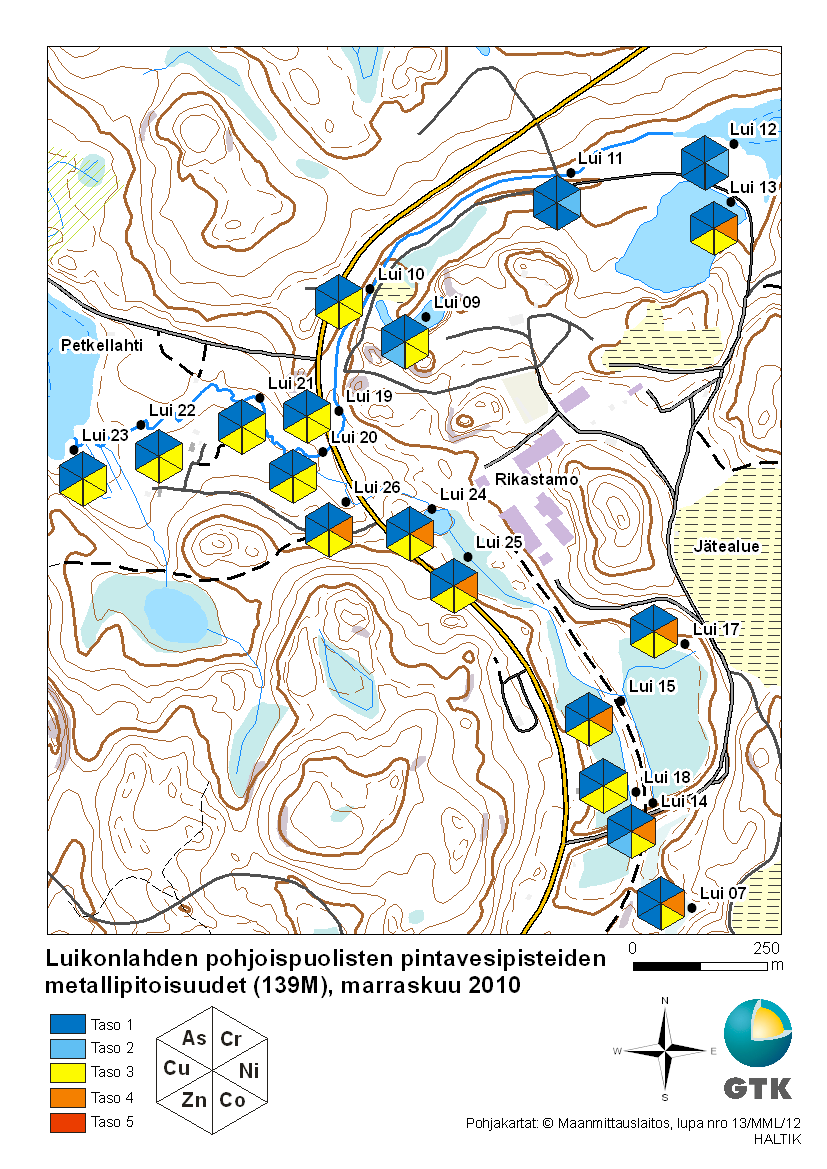 Lui 12
Lui 11
Lui 13
Lui 10
Lui 09
Petkellahti
Lui 21
Lui 19
Lui 22
Lui 23
Lui 20
Rikastamo
Lui 26
Lui 24
Lui 25
Jätealue
Lui 17
Lui 15
Lui 18
Lui 14
Lui 07
Luikonlahden pohjoispuolisten pintavesipisteiden
metallipitoisuudet (139M), marraskuu 2010
0 250
m
Taso 1
Taso 2
Taso 3
Taso 4
Taso 5
As Cr
Cu Ni
Zn Co
N
W E
S
GTK
Pohjakartat: © Maanmittauslaitos, lupa nro 13/MML/12
HALTIK